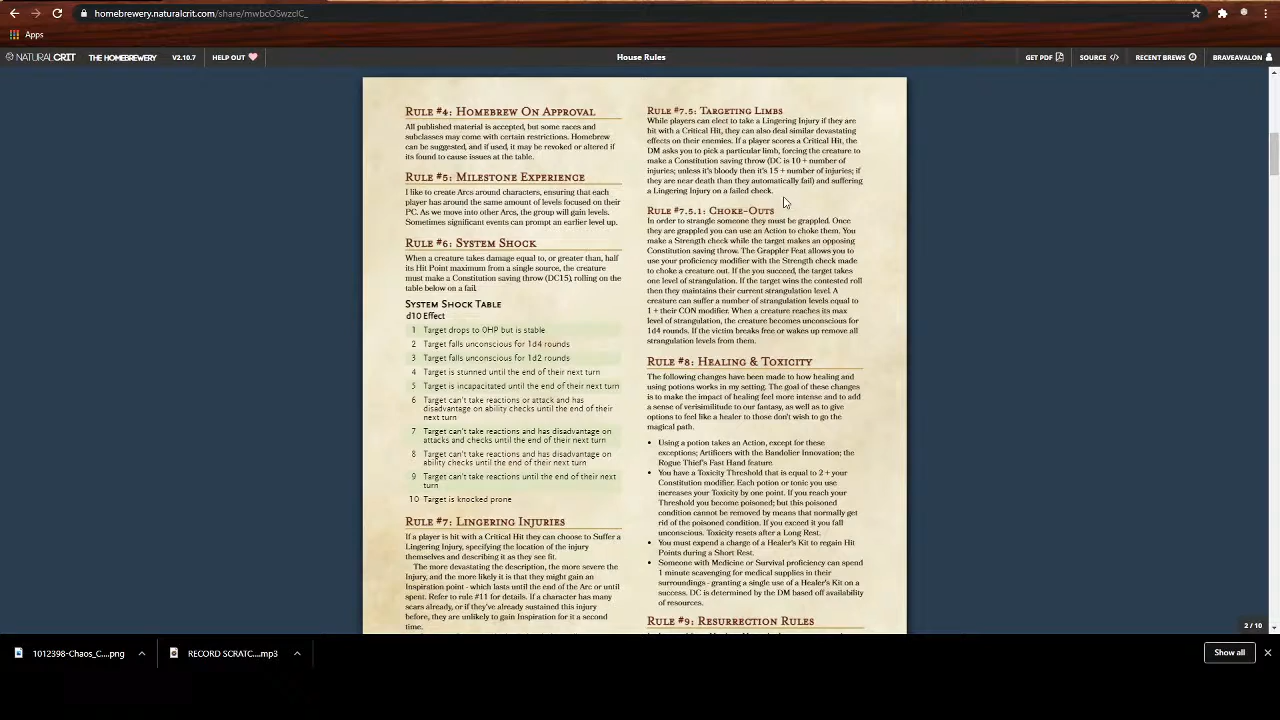 homebrewery.naturalcrit.com/share/mwbcOSwzclC_
Apps
NATURALCRIT THE HOMEBREWERY V2.10.7 HELP OUT House Rules GET PDF SOURCE </> RECENT BREWS BRAVEAVALON
RULE #4: HOMEBREW ON APPROVAL
All published material is accepted, but some races and
subclasses may come with certain restrictions. Homebrew
can be suggested, and if used, it may be revoked or altered if
its found to cause issues at the table.
RULE #5: MILESTONE EXPERIENCE
I like to create Arcs around characters, ensuring that each
player has around the same amount of levels focused on their
PC. As we move into other Arcs, the group will gain levels.
Sometimes significant events can prompt an earlier level up.
RULE #6: SYSTEM SHOCK
When a creature takes damage equal to, or greater than, half
its Hit Point maximum from a single source, the creature
must make a Constitution saving throw (DC15), rolling on the
table below on a fail.
SYSTEM SHOCK TABLE
d10 Effect
1 Target drops to 0HP but is stable
2 Target falls unconscious for 1d4 rounds
3 Target falls unconscious for 1d2 rounds
4 Target is stunned until the end of their next turn
5 Target is incapacitated until the end of their next turn
6 Target can't take reactions or attack and has
disadvantage on ability checks until the end of their
next turn
7 Target can't take reactions and has disadvantage on
attacks and checks until the end of their next turn
8 Target can't take reactions and has disadvantage on
ability checks until the end of their next turn
9 Target can't take reactions until the end of their next
turn
10 Target is knocked prone
RULE #7: LINGERING INJURIES
If a player is hit with a Critical Hit they can choose to Suffer a
Lingering Injury, specifying the location of the injury
themselves and describing it as they see fit.
The more devastating the description, the more severe the
Injury, and the more likely it is that they might gain an
Inspiration point - which lasts until the end of the Arc or until
spent. Refer to rule #11 for details. If a character has many
scars already, or if they've already sustained this injury
before, they are unlikely to gain Inspiration for it a second
time.
RULE #7.5: TARGETING LIMBS
While players can elect to take a Lingering Injury if they are
hit with a Critical Hit, they can also deal similar devastating
effects on their enemies. If a player scores a Critical Hit, the
DM asks you to pick a particular limb, forcing the creature to
make a Constitution saving throw (DC is 10 + number of
injuries; unless it's bloody then it's 15 + number of injuries; if
they are near death than they automatically fail) and suffering
a Lingering Injury on a failed check.
RULE #7.5.1: CHOKE-OUTS
In order to strangle someone they must be grappled. Once
they are grappled you can use an Action to choke them. You
make a Strength check while the target makes an opposing
Constitution saving throw. The Grappler Feat allows you to
use your proficiency modifier with the Strength check made
to choke a creature out. If the you succeed, the target takes
one level of strangulation. If the target wins the contested roll
then they maintains their current strangulation level. A
creature can suffer a number of strangulation levels equal to
1 + their CON modifier. When a creature reaches its max
level of strangulation, the creature becomes unconscious for
1d4 rounds. If the victim breaks free or wakes up remove all
strangulation levels from them.
RULE #8: HEALING & TOXICITY
The following changes have been made to how healing and
using potions works in my setting. The goal of these changes
is to make the impact of healing feel more intense and to add
a sense of verisimilitude to our fantasy, as well as to give
options to feel like a healer to those don't wish to go the
magical path.
• Using a potion takes an Action, except for these
exceptions; Artificers with the Bandolier Innovation; the
Rogue Thief's Fast Hand feature
• You have a Toxicity Threshold that is equal to 2 + your
Constitution modifier. Each potion or tonic you use
increases your Toxicity by one point. If you reach your
Threshold you become poisoned; but this poisoned
condition cannot be removed by means that normally get
rid of the poisoned condition. If you exceed it you fall
unconscious. Toxicity resets after a Long Rest.
• You must expend a charge of a Healer's Kit to regain Hit
Points during a Short Rest.
• Someone with Medicine or Survival proficiency can spend
1 minute scavenging for medical supplies in their
surroundings - granting a single use of a Healer's Kit on a
success. DC is determined by the DM based off availability
of resources.
RULE #9: RESURRECTION RULES
2 / 10
1012398-Chaos_C....png RECORD SCRATC....mp3 Show all